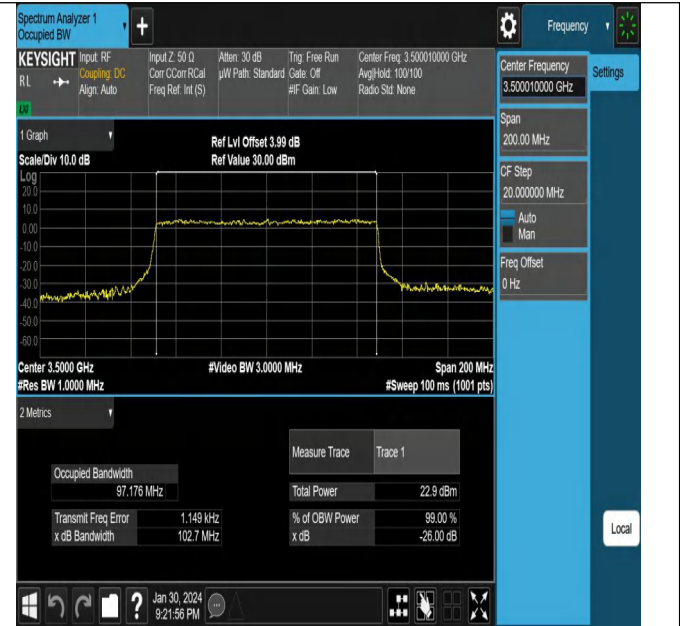 Spectrum Analyzer 1
Occupied BW
Frequency
KEYSIGHT
RL
Input: RF
Coupling: DC
Align: Auto
Input Z: 50 Ω
Corr CCorr RCal
Freq Ref: Int (S)
Atten: 30 dB
µW Path: Standard
Trig: Free Run
Gate: Off
#IF Gain: Low
Center Freq: 3.500010000 GHz
Avg|Hold: 100/100
Radio Std: None
Center Frequency
3.500010000 GHz
Settings
Span
200.00 MHz
CF Step
20.000000 MHz
Auto
Man
Freq Offset
0 Hz
1 Graph
Scale/Div 10.0 dB
Ref Lvl Offset 3.99 dB
Ref Value 30.00 dBm
Log
20.0
10.0
0.00
-10.0
-20.0
-30.0
-40.0
-50.0
-60.0
Center 3.5000 GHz
#Res BW 1.0000 MHz
#Video BW 3.0000 MHz
Span 200 MHz
#Sweep 100 ms (1001 pts)
2 Metrics
Measure Trace
Trace 1
Occupied Bandwidth
97.176 MHz
Total Power
22.9 dBm
Transmit Freq Error
1.149 kHz
% of OBW Power
99.00 %
x dB Bandwidth
102.7 MHz
x dB
-26.00 dB
Local
?
Jan 30, 2024
9:21:56 PM